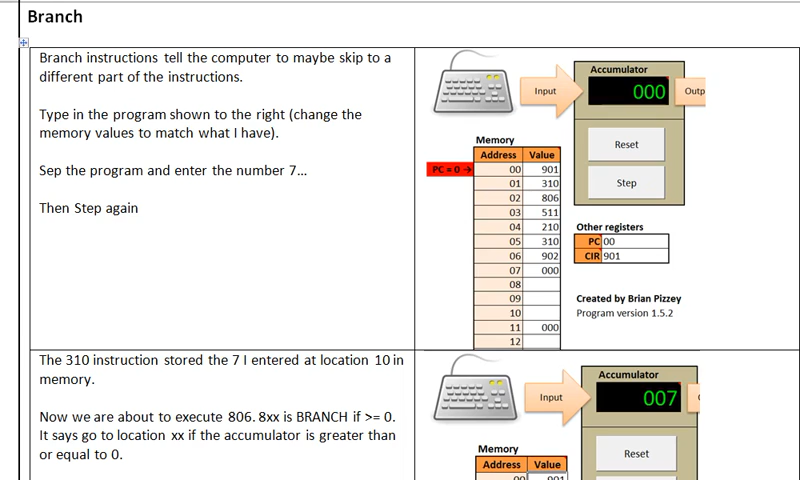 Branch
Branch instructions tell the computer to maybe skip to a
different part of the instructions.
Type in the program shown to the right (change the
memory values to match what I have).
Sep the program and enter the number 7...
Then Step again
Input
Accumulator
000
Outp
Reset
Step
Memory
Address Value
PC = 0 → 00 901
01 310
02 806
03 511
04 210
05 310
06 902
07 000
08
09
10
11 000
12
Other registers
PC 00
CIR 901
Created by Brian Pizzey
Program version 1.5.2
The 310 instruction stored the 7 I entered at location 10 in
memory.
Now we are about to execute 806. 8xx is BRANCH if >= 0.
It says go to location xx if the accumulator is greater than
or equal to 0.
Input
Accumulator
007
Reset
Memory
Address Value
00 901